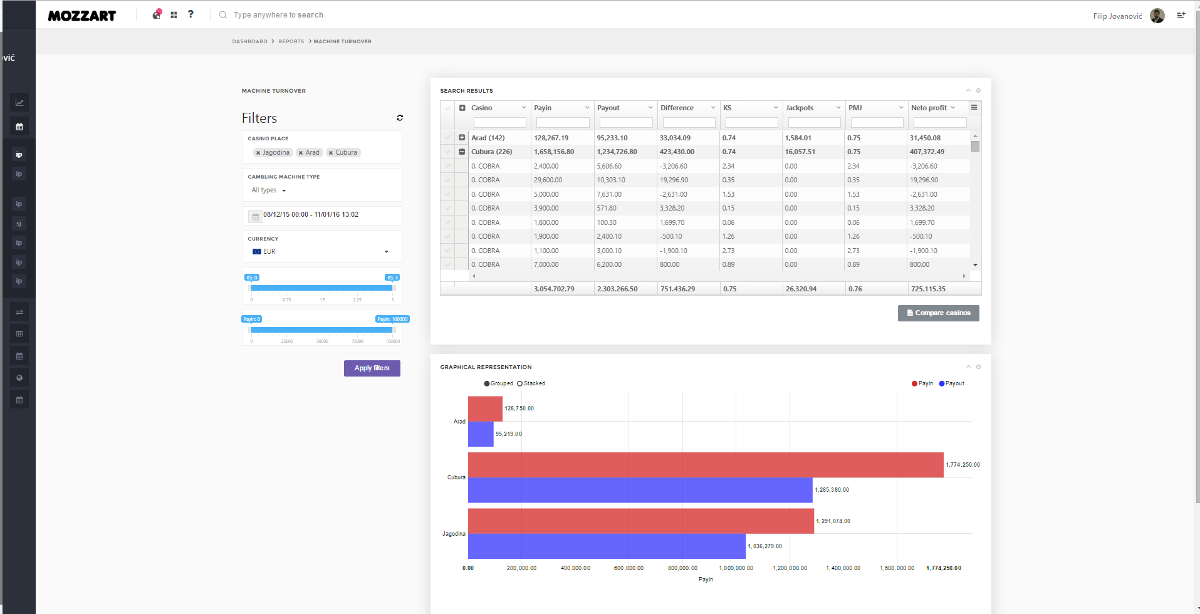 MOZZART
?
Type anywhere to search
Filip Jovanović
vić
DASHBOARD > REPORTS > MACHINE TURNOVER
MACHINE TURNOVER
Filters
CASINO PLACE
× Jagodina × Arad × Cubura
GAMBLING MACHINE TYPE
All types
08/12/15 00:00 - 11/01/16 13:02
CURRENCY
EUR
KS: 0 KS: 3
0 0.75 1.5 2.25 3
Payin: 0 Payin: 100000
0 25000 50000 75000 100000
Apply filters
SEARCH RESULTS
Casino Payin Payout Difference KS Jackpots PMJ Neto profit
Arad (142) 128,267.19 95,233.10 33,034.09 0.74 1,584.01 0.75 31,450.08
Cubura (226) 1,658,156.80 1,234,726.80 423,430.00 0.74 16,057.51 0.75 407,372.49
0. COBRA 2,400.00 5,606.60 -3,206.60 2.34 0.00 2.34 -3,206.60
0. COBRA 29,600.00 10,303.10 19,296.90 0.35 0.00 0.35 19,296.90
0. COBRA 5,000.00 7,631.00 -2,631.00 1.53 0.00 1.53 -2,631.00
0. COBRA 3,900.00 571.80 3,328.20 0.15 0.00 0.15 3,328.20
0. COBRA 1,800.00 100.30 1,699.70 0.06 0.00 0.06 1,699.70
0. COBRA 1,900.00 2,400.10 -500.10 1.26 0.00 1.26 -500.10
0. COBRA 1,100.00 3,000.10 -1,900.10 2.73 0.00 2.73 -1,900.10
0. COBRA 7,000.00 6,200.00 800.00 0.89 0.00 0.89 800.00
3.054.702.79 2.303.266.50 751.436.29 0.75 26.320.94 0.76 725.115.35
Compare casinos
GRAPHICAL REPRESENTATION
Grouped Stacked
Payin Payout
Arad
128,750.00
95,219.00
Cubura
1,774,250.00
1,285,380.00
Jagodina
1,291,074.00
1,036,279.00
0.00 200,000.00 400,000.00 600,000.00 800,000.00 1,000,000.00 1,200,000.00 1,400,000.00 1,600,000.00 1,774,250.00
Payin